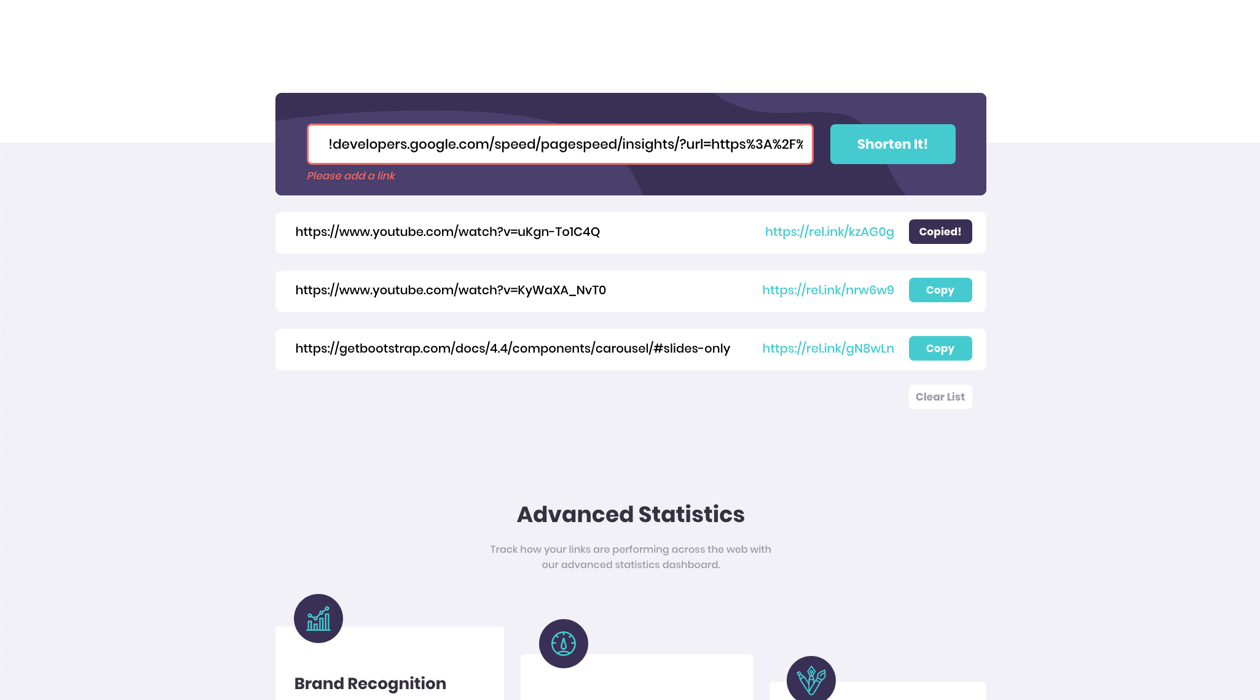 !developers.google.com/speed/pagespeed/insights/?url=https%3A%2F%
Shorten It!
Please add a link
https://www.youtube.com/watch?v=uKgn-To1C4Q
https://rel.ink/kzAG0g
Copied!
https://www.youtube.com/watch?v=KyWaXA_NvT0
https://rel.ink/nrw6w9
Copy
https://getbootstrap.com/docs/4.4/components/carousel/#slides-only
https://rel.ink/gN8wLn
Copy
Clear List
Advanced Statistics
Track how your links are performing across the web with
our advanced statistics dashboard.
Brand Recognition